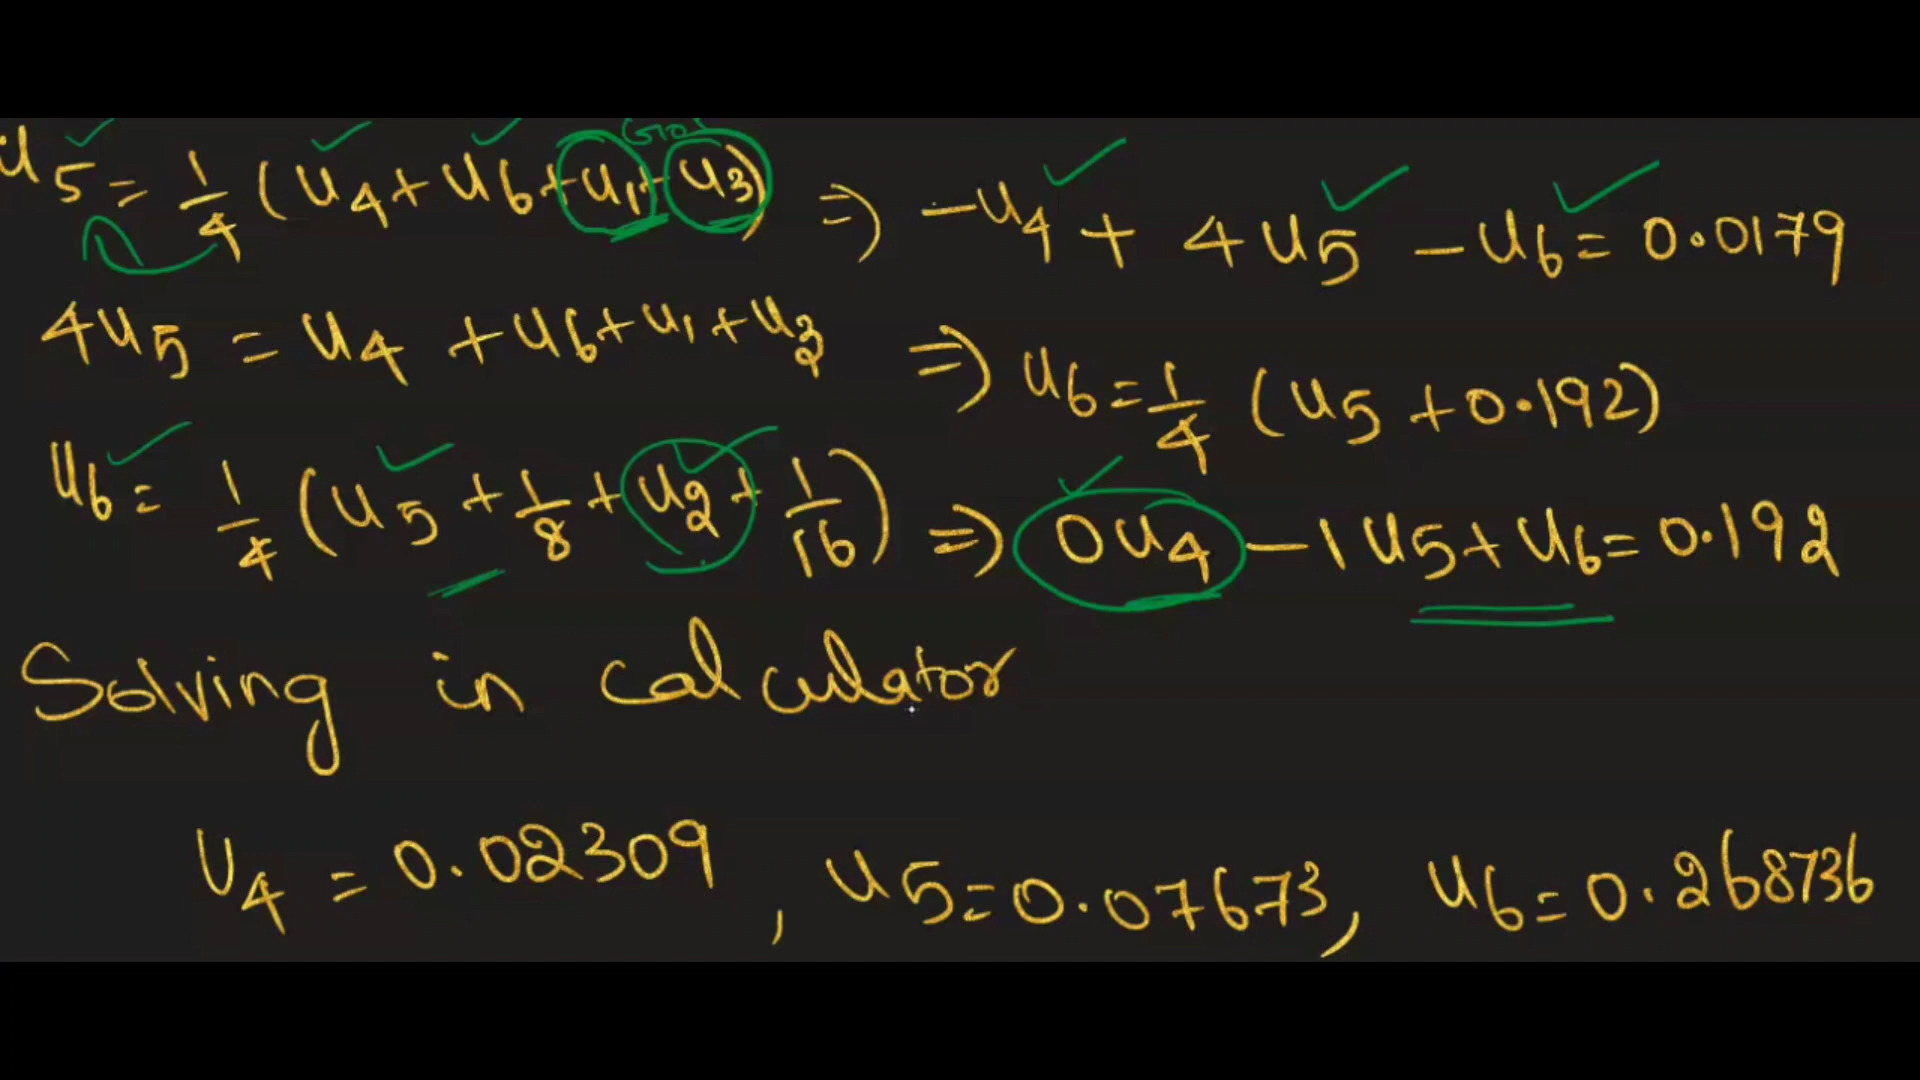 u5 = 1/4 (u4 + u6 + u1 + u3) ⇒ -u4 + 4u5 - u6 = 0.0179
4u5 = u4 + u6 + u1 + u3 ⇒ u6 = 1/4 (u5 + 0.192)
u6 = 1/4 (u5 + 1/8 + u2 + 1/16) ⇒ 0u4 - 1u5 + u6 = 0.192
Solving in calculator
u4 = 0.02309, u5 = 0.07673, u6 = 0.268736